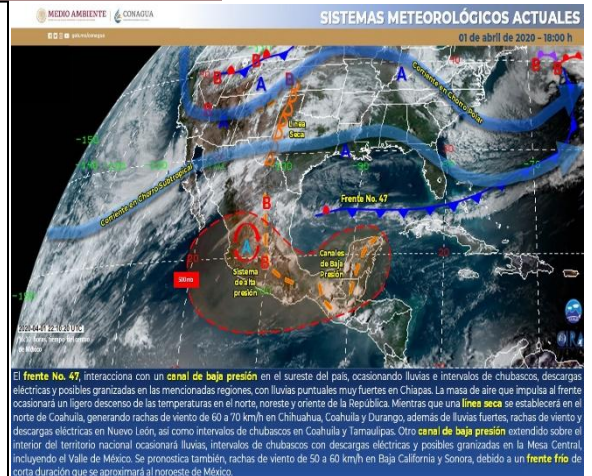 MEDIO AMBIENTE
CONAGUA
SISTEMAS METEOROLÓGICOS ACTUALES
gob.mx/conagua
01 de abril de 2020 – 18:00 h
B
B
A
A
B
B
Corriente en Chorro Polar
Línea
Seca
A
Corriente en Chorro subtropical
B
Frente No. 47
A
B
Sistema
de alta
presión
Canales
de Baja
Presión
El frente No. 47, interacciona con un canal de baja presión en el sureste del país, ocasionando lluvias e intervalos de chubascos, descargas
eléctricas y posibles granizadas en las mencionadas regiones, con lluvias puntuales muy fuertes en Chiapas. La masa de aire que impulsa al frente
ocasionará un ligero descenso de las temperaturas en el norte, noreste y oriente de la República. Mientras que una línea seca se establecerá en el
norte de Coahuila, generando rachas de viento de 60 a 70 km/h en Chihuahua, Coahuila y Durango, además de lluvias fuertes, rachas de viento y
descargas eléctricas en Nuevo León, así como intervalos de chubascos en Coahuila y Tamaulipas. Otro canal de baja presión extendido sobre el
interior del territorio nacional ocasionará lluvias, intervalos de chubascos con descargas eléctricas y posibles granizadas en la Mesa Central,
incluyendo el Valle de México. Se pronostica también, rachas de viento de 50 a 60 km/h en Baja California y Sonora, debido a un frente frío de
corta duración que se aproximará al noroeste de México.